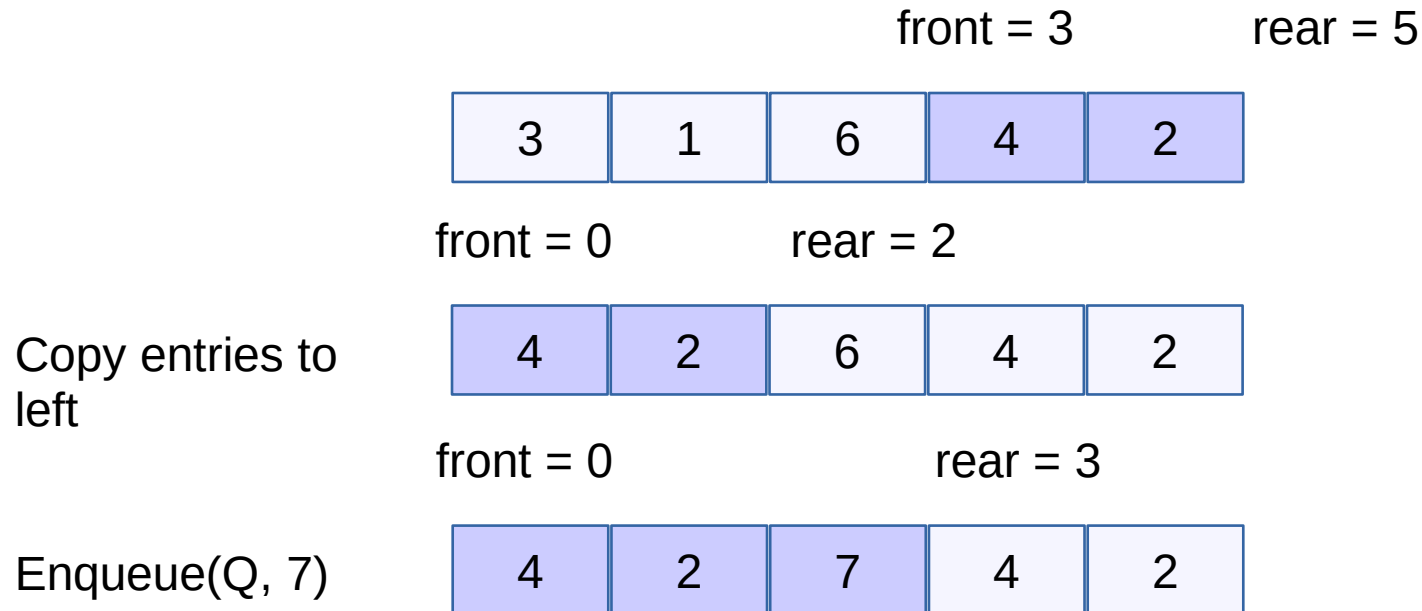 front = 3 rear = 5
3 1 6 4 2
front = 0 rear = 2
Copy entries to
left
4 2 6 4 2
front = 0 rear = 3
Enqueue(Q, 7)
4 2 7 4 2